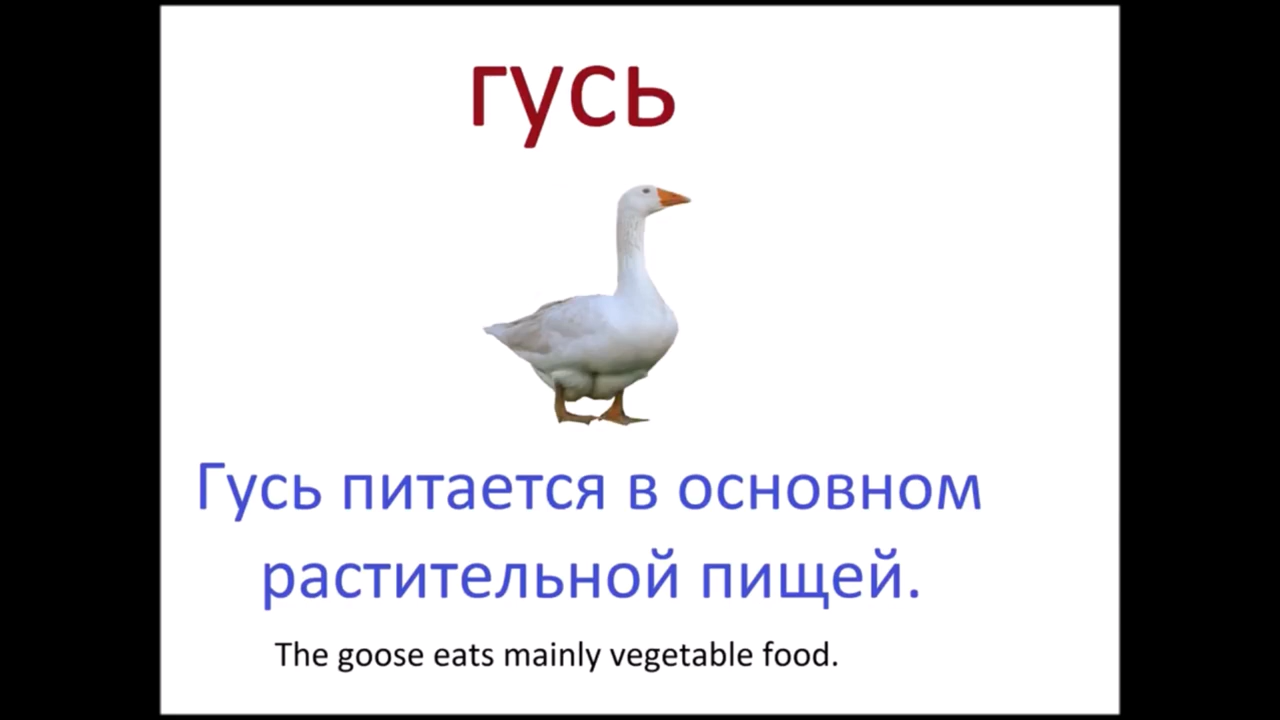 гусь
Гусь питается в основном
растительной пищей.
The goose eats mainly vegetable food.